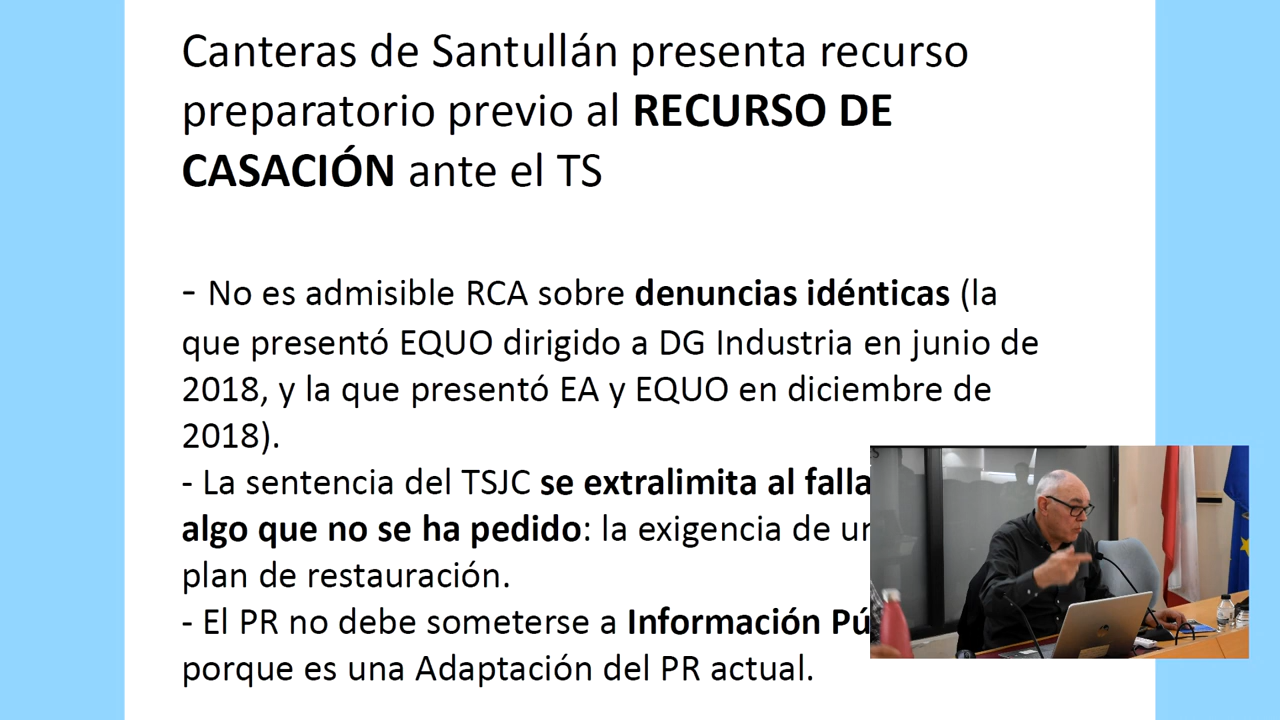 Canteras de Santullán presenta recurso
preparatorio previo al RECURSO DE
CASACIÓN ante el TS
- No es admisible RCA sobre denuncias idénticas (la
que presentó EQUO dirigido a DG Industria en junio de
2018, y la que presentó EA y EQUO en diciembre de
2018).
- La sentencia del TSJC se extralimita al
algo que no se ha pedido: la exigencia de
plan de restauración.
- El PR no debe someterse a Información
porque es una Adaptación del PR actual.